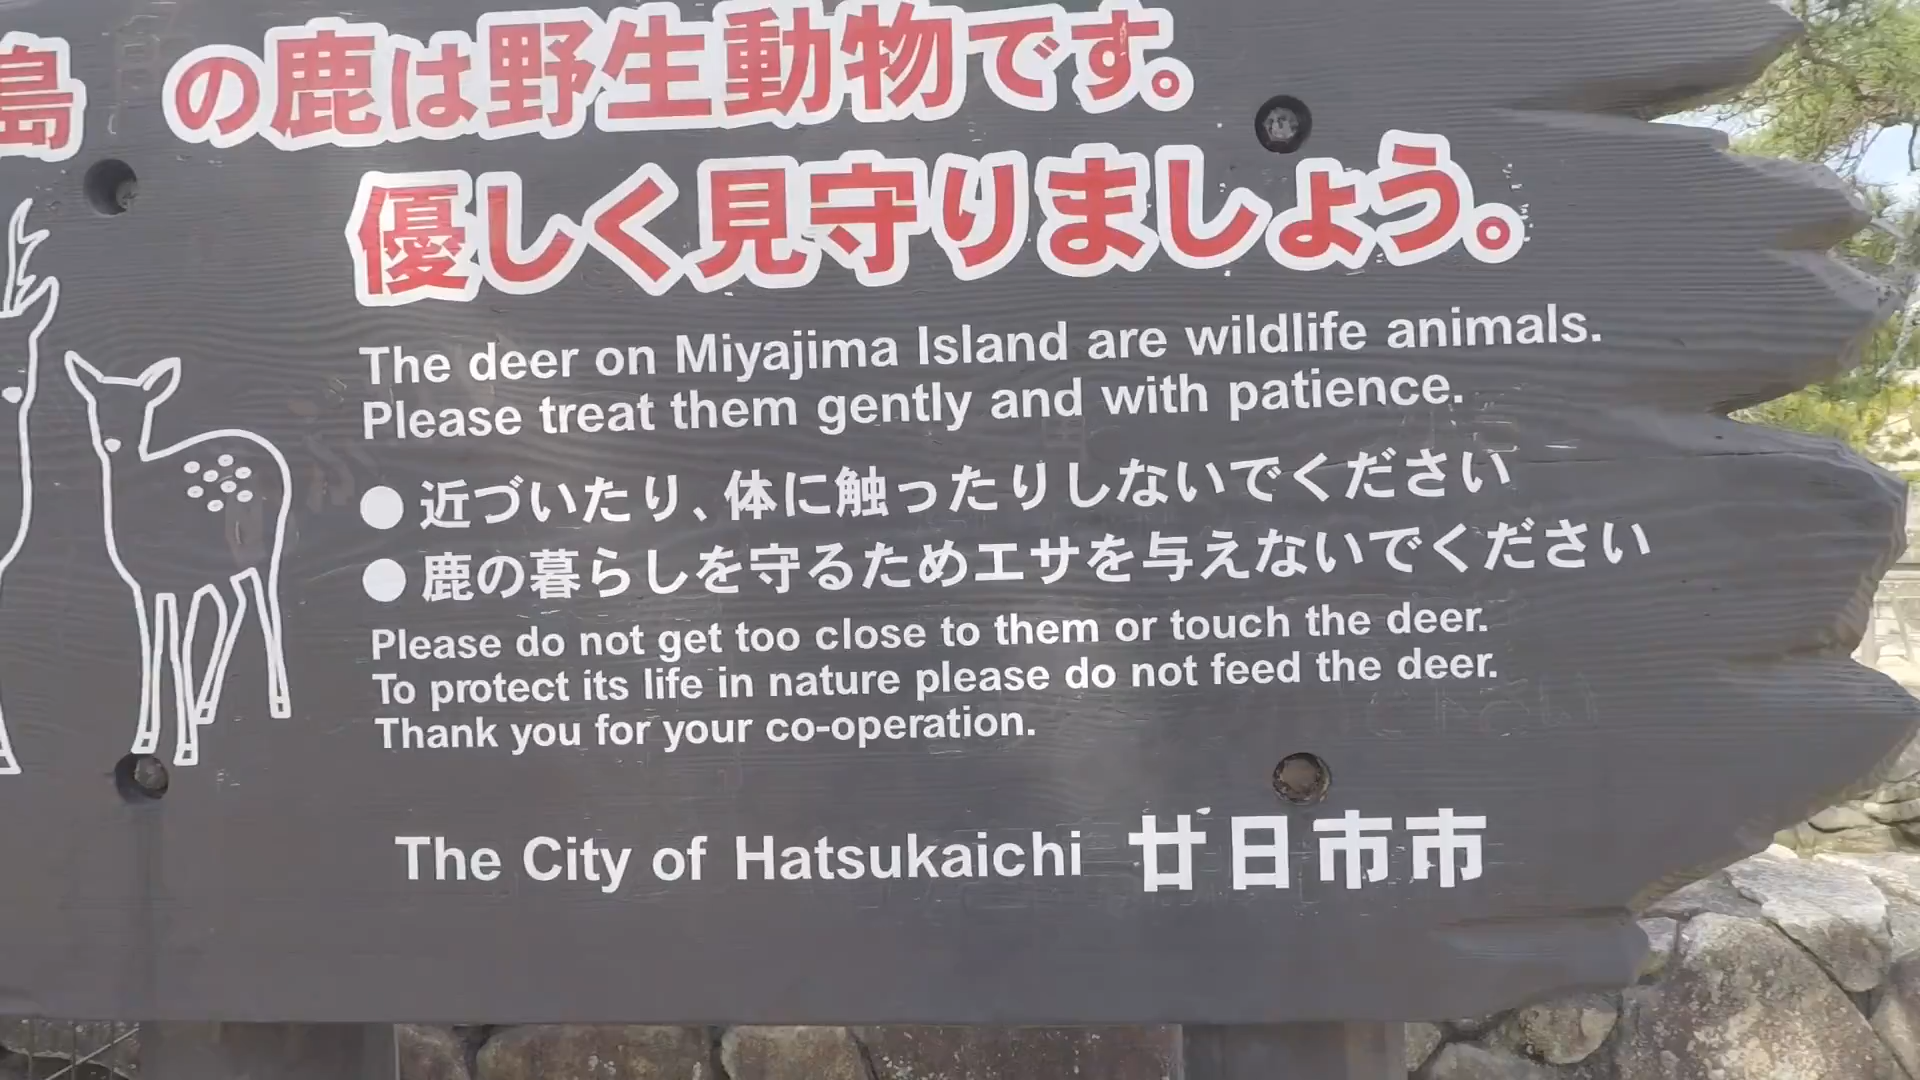 島の鹿は野生動物です。
優しく見守りましょう。
The deer on Miyajima Island are wildlife animals.
Please treat them gently and with patience.
●近づいたり、体に触ったりしないでください
●鹿の暮らしを守るためエサを与えないでください
Please do not get too close to them or touch the deer.
To protect its life in nature please do not feed the deer.
Thank you for your co-operation.
The City of Hatsukaichi 廿日市市